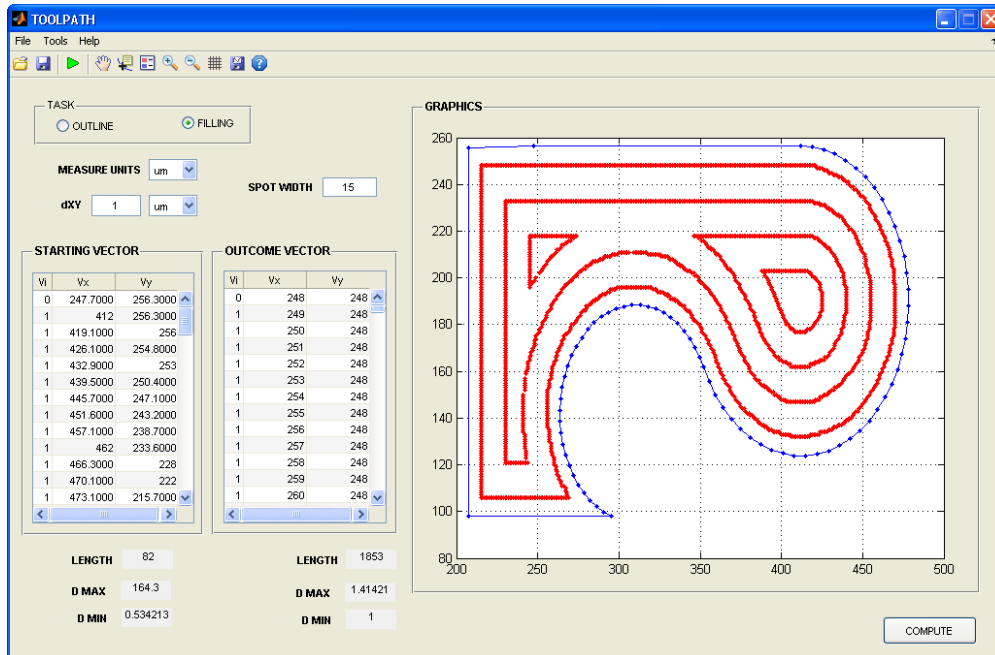 TOOLPATH
File Tools Help
TASK
OUTLINE FILLING
MEASURE UNITS um
SPOT WIDTH 15
dXY 1 um
STARTING VECTOR
Vi Vx Vy
0 247.7000 256.3000
1 412 256.3000
1 419.1000 256
1 426.1000 254.8000
1 432.9000 253
1 439.5000 250.4000
1 445.7000 247.1000
1 451.6000 243.2000
1 457.1000 238.7000
1 462 233.6000
1 466.3000 228
1 470.1000 222
1 473.1000 215.7000
LENGTH 82
D MAX 164.3
D MIN 0.534213
OUTCOME VECTOR
Vi Vx Vy
0 248 248
1 249 248
1 250 248
1 251 248
1 252 248
1 253 248
1 254 248
1 255 248
1 256 248
1 257 248
1 258 248
1 259 248
1 260 248
LENGTH 1853
D MAX 1.41421
D MIN 1
GRAPHICS
260
240
220
200
180
160
140
120
100
80
200 250 300 350 400 450 500
COMPUTE